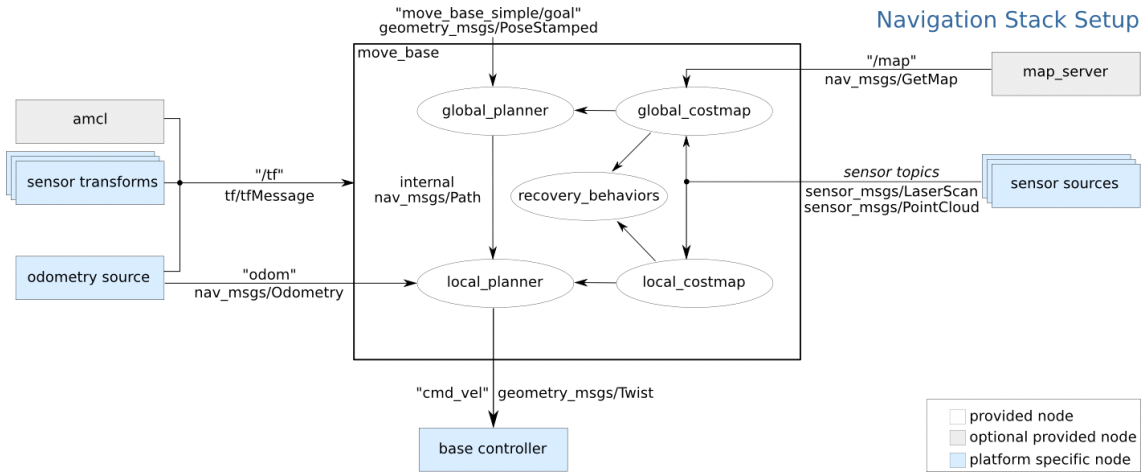 Navigation Stack Setup
"move_base_simple/goal"
geometry_msgs/PoseStamped
move_base
"/map"
nav_msgs/GetMap
map_server
global_planner
global_costmap
amcl
sensor transforms
"/tf"
tf/tfMessage
internal
nav_msgs/Path
recovery_behaviors
sensor topics
sensor_msgs/LaserScan
sensor_msgs/PointCloud
sensor sources
odometry source
"odom"
nav_msgs/Odometry
local_planner
local_costmap
"cmd_vel" geometry_msgs/Twist
base controller
provided node
optional provided node
platform specific node